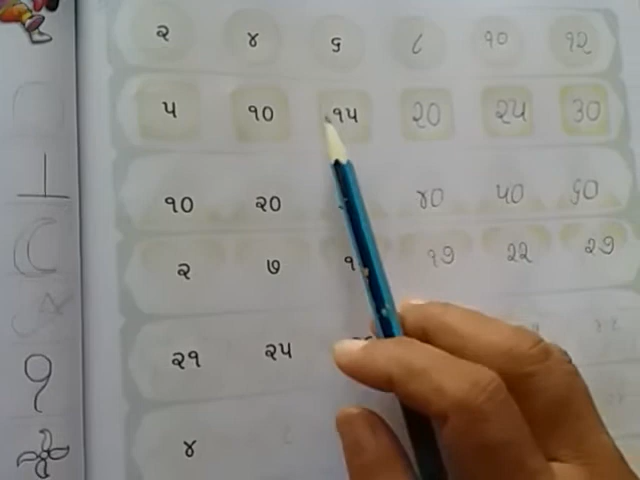 ૨ ૪ ૬ ૮ ૧૦ ૧૨
૫ ૧૦ ૧૫ ૨૦ ૨૫ ૩૦
૧૦ ૨૦ ૪૦ ૫૦ ૬૦
૨ ૭ ૧૭ ૨૨ ૨૭
૨૧ ૨૫
૪